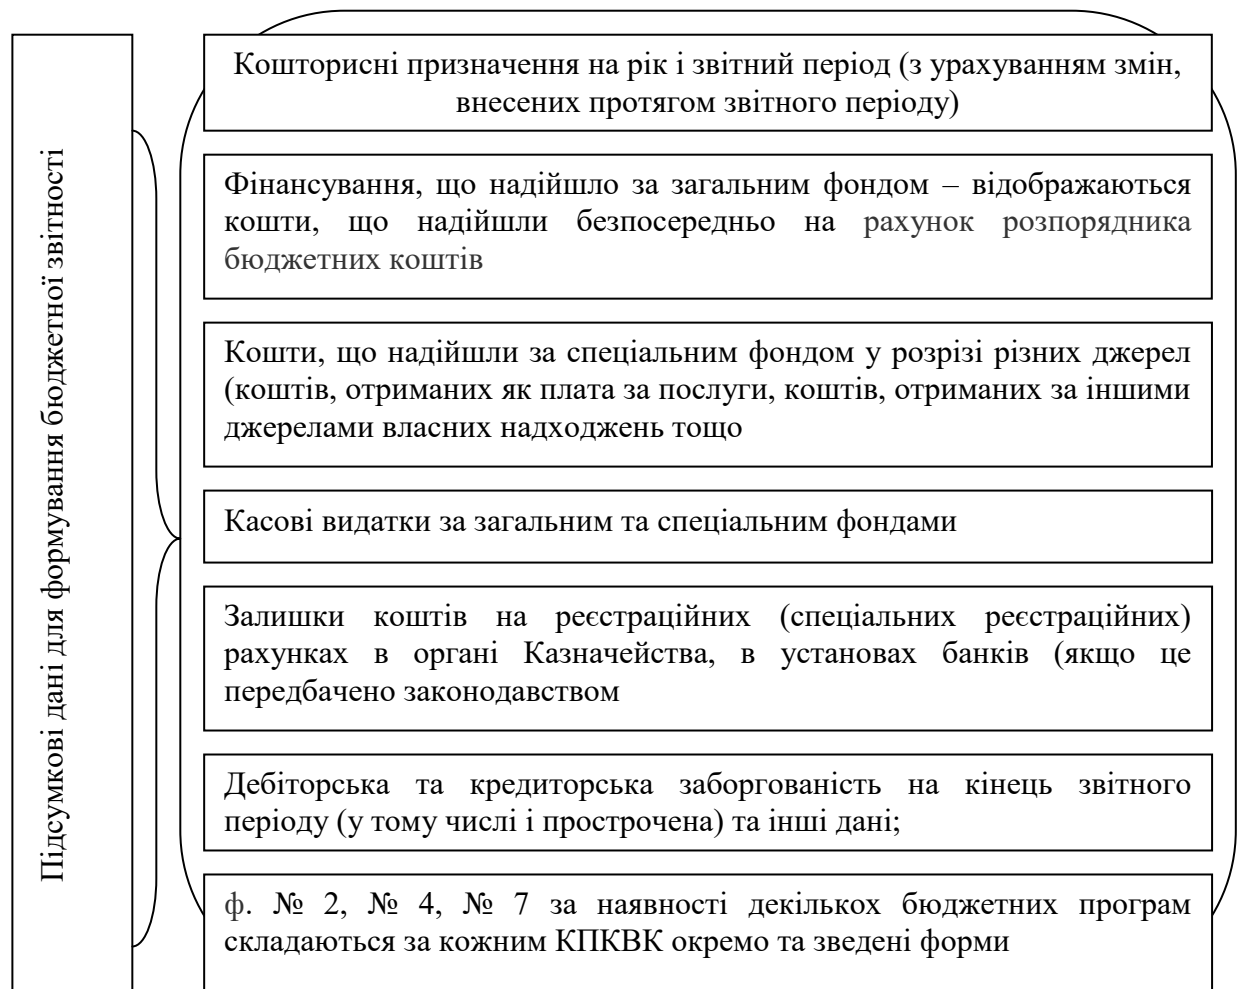 Підсумкові дані для формування бюджетної звітності
Кошторисні призначення на рік і звітний період (з урахуванням змін,
внесених протягом звітного періоду)
Фінансування, що надійшло за загальним фондом – відображаються
кошти, що надійшли безпосередньо на рахунок розпорядника
бюджетних коштів
Кошти, що надійшли за спеціальним фондом у розрізі різних джерел
(коштів, отриманих як плата за послуги, коштів, отриманих за іншими
джерелами власних надходжень тощо
Касові видатки за загальним та спеціальним фондами
Залишки коштів на реєстраційних (спеціальних реєстраційних)
рахунках в органі Казначейства, в установах банків (якщо це
передбачено законодавством
Дебіторська та кредиторська заборгованість на кінець звітного
періоду (у тому числі і прострочена) та інші дані;
ф. № 2, № 4, № 7 за наявності декількох бюджетних програм
складаються за кожним КПКВК окремо та зведені форми